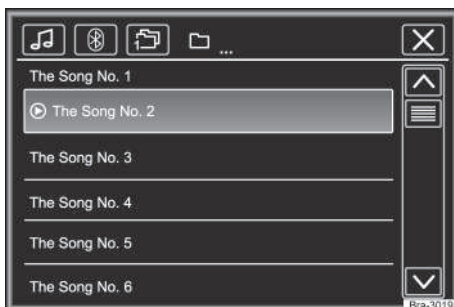 ...
The Song No. 1
The Song No. 2
The Song No. 3
The Song No. 4
The Song No. 5
The Song No. 6
Bra-3019